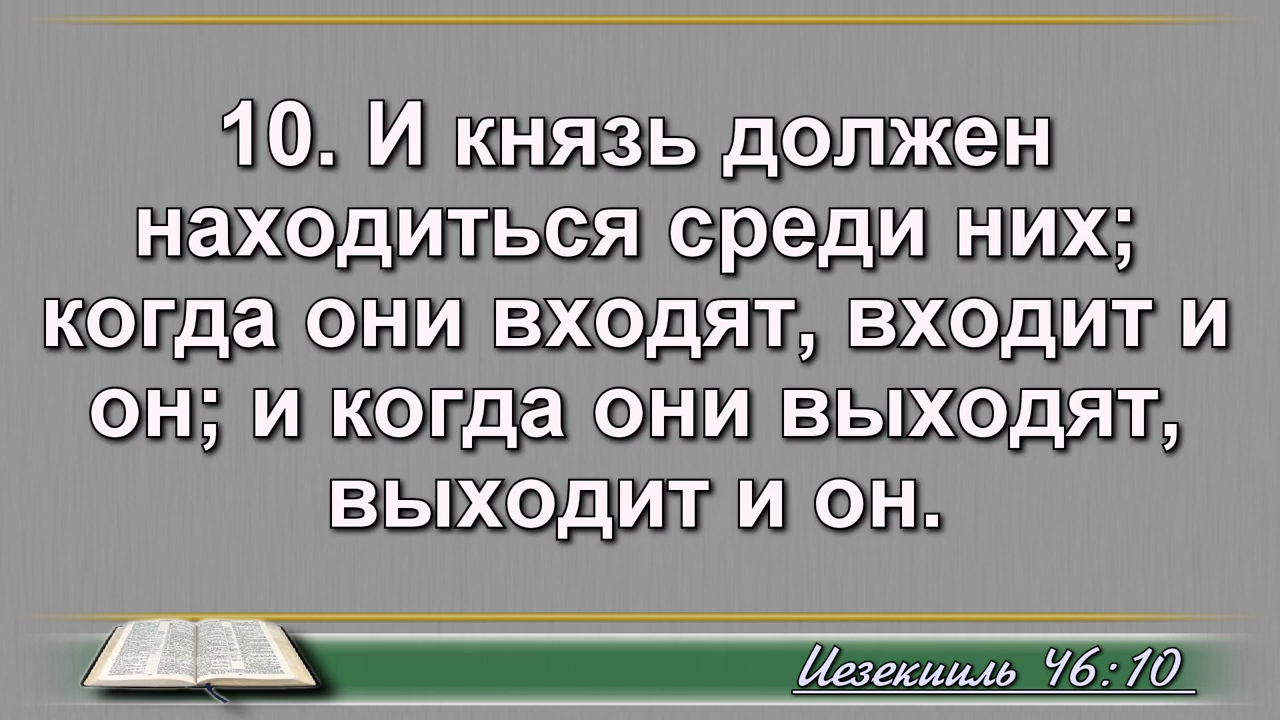 10. И князь должен
находиться среди них;
когда они входят, входит и
он; и когда они выходят,
выходит и он.
Иезекииль 46:10